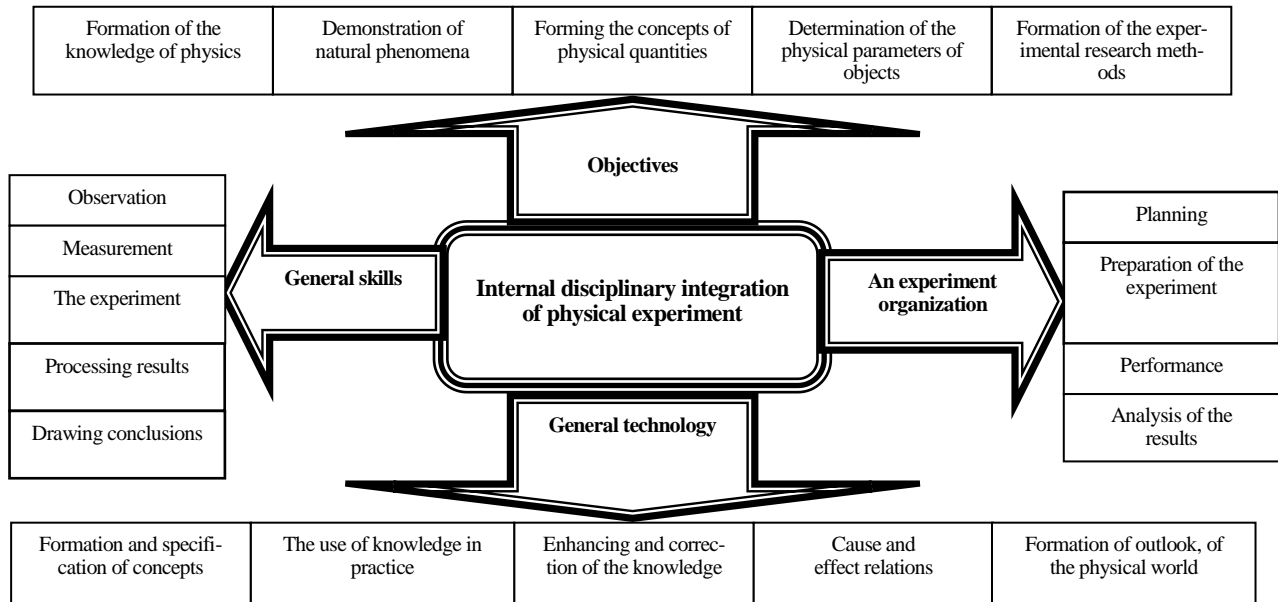 Formation of
the knowledge of physics
Demonstration of
natural phenomena
Forming the concepts of
physical quantities
Determination of the
physical parameters of
objects
Formation of the exper-
imental research meth-
ods
Objectives
Observation
Measurement
The experiment
Processing results
Drawing conclusions
General skills
Internal disciplinary integration
of physical experiment
An experiment
organization
Planning
Preparation of the
experiment
Performance
Analysis of the
results
General technology
Formation and specifi-
cation of concepts
The use of knowledge in
practice
Enhancing and correc-
tion of the knowledge
Cause and
effect relations
Formation of outlook, of
the physical world